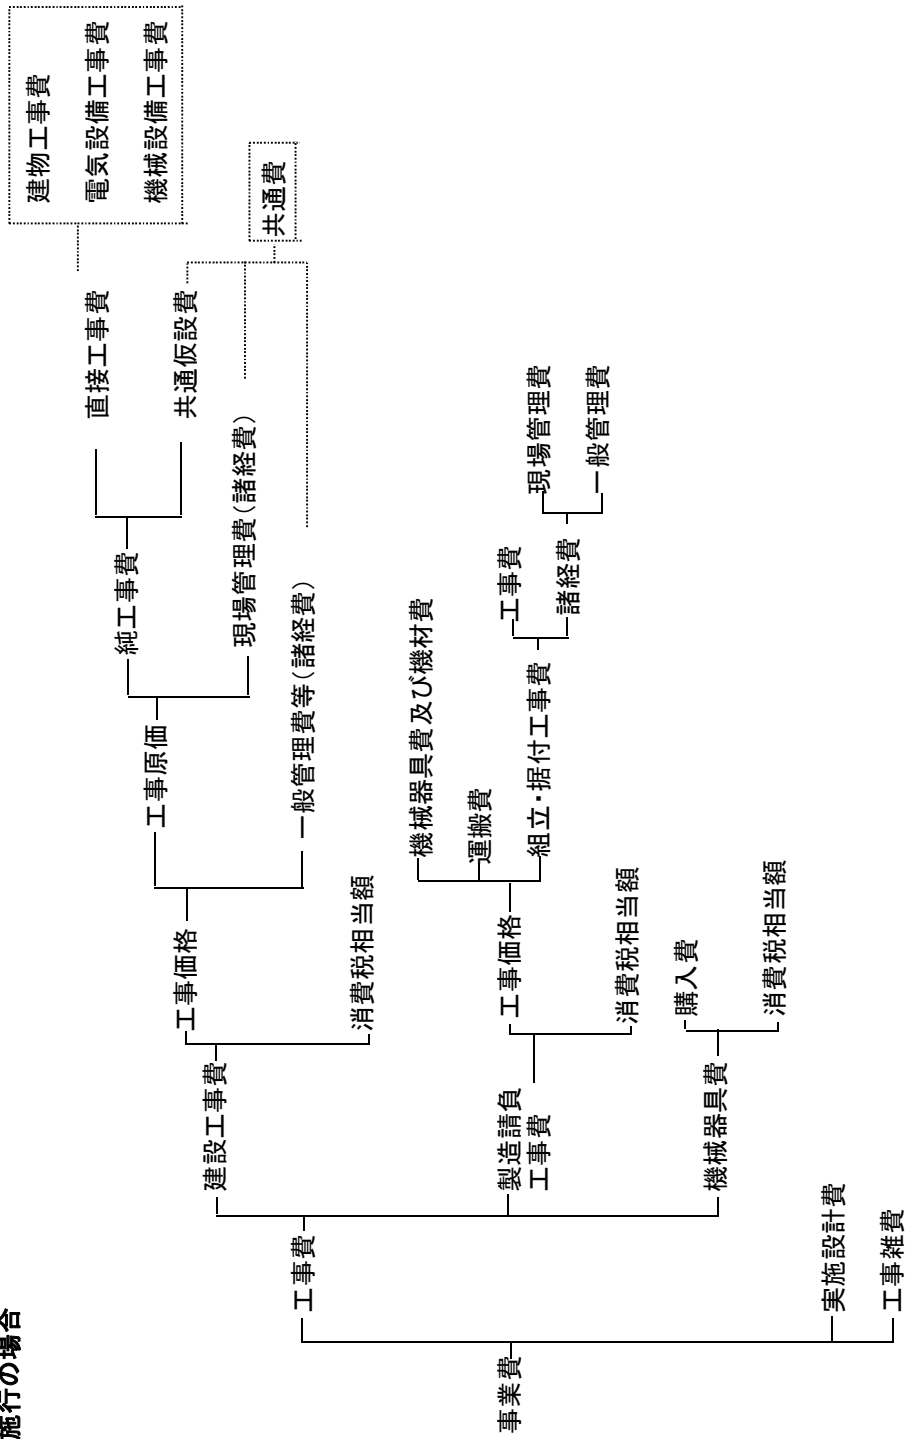 施行の場合
建物工事費
電気設備工事費
機械設備工事費
直接工事費
共通仮設費
共通費
純工事費
現場管理費（諸経費）
工事原価
一般管理費等（諸経費）
工事価格
消費税相当額
建設工事費
機械器具費及び機材費
運搬費
現場管理費
一般管理費
工事費
諸経費
組立・据付工事費
工事価格
消費税相当額
製造請負
工事費
購入費
消費税相当額
機械器具費
工事費
実施設計費
工事雑費
事業費